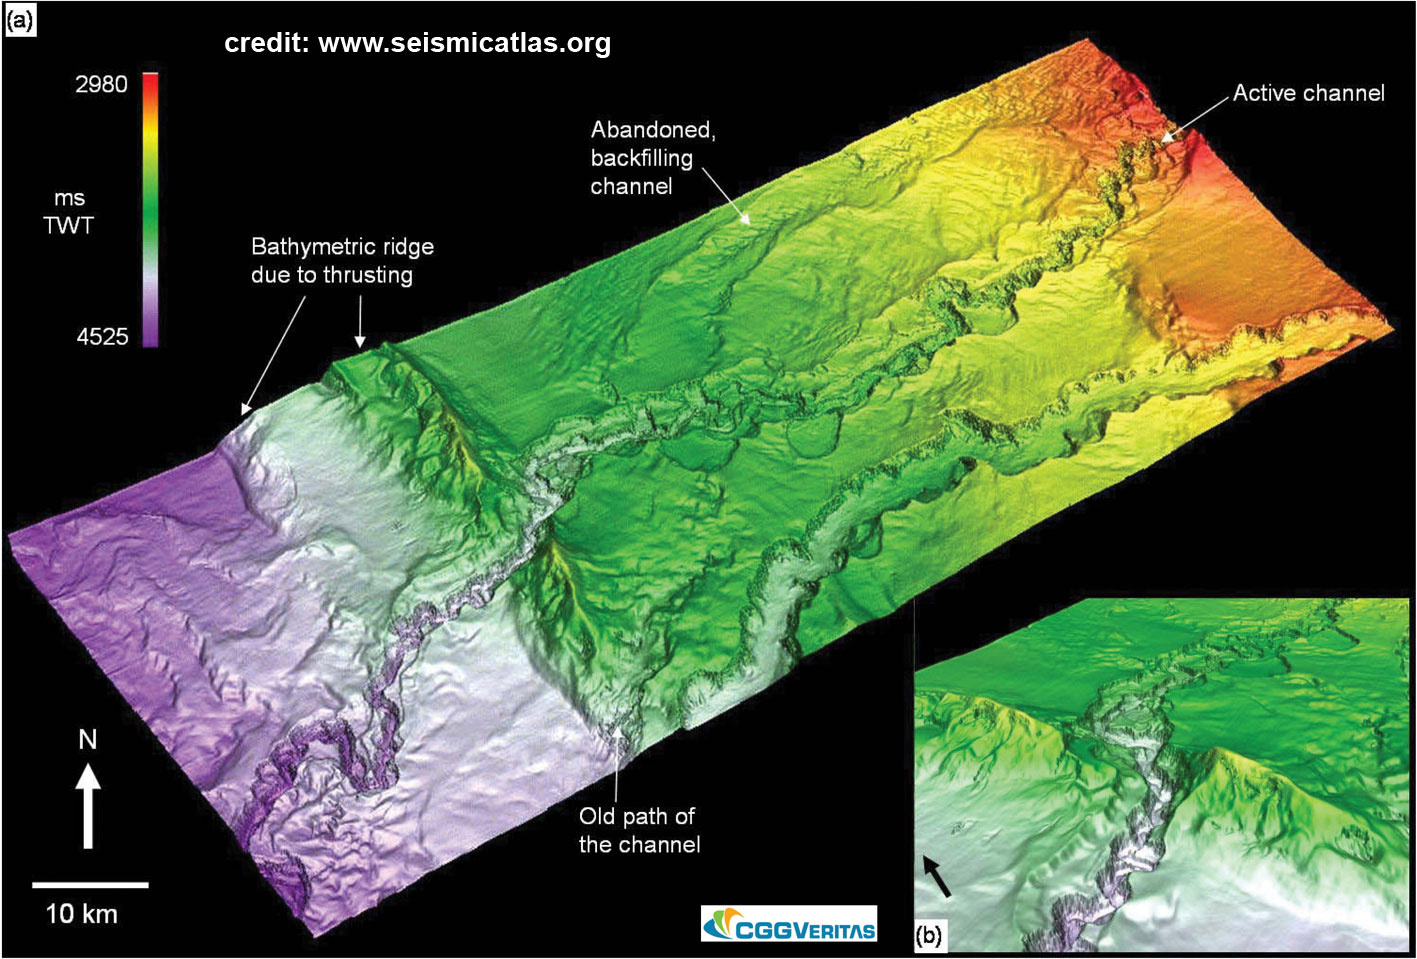 (a)
credit: www.seismicatlas.org
2980
ms
TWT
4525
Active channel
Abandoned,
backfilling
channel
Bathymetric ridge
due to thrusting
N
10 km
Old path of
the channel
CGGVERITAS
(b)